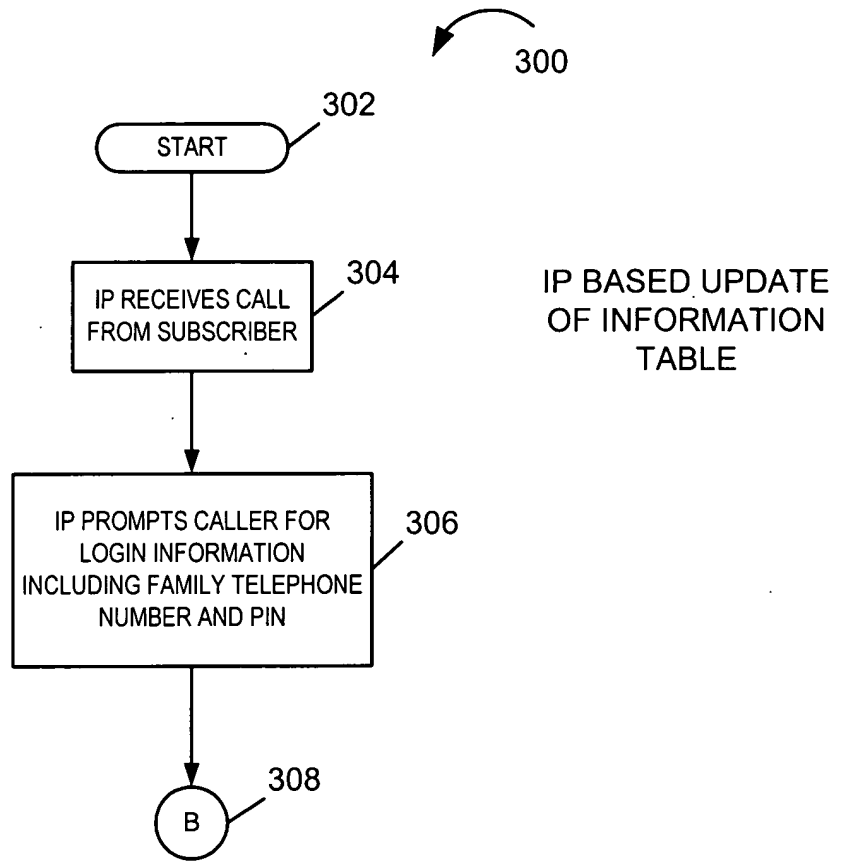 300
302
START
304
IP RECEIVES CALL
FROM SUBSCRIBER
IP BASED UPDATE
OF INFORMATION
TABLE
306
IP PROMPTS CALLER FOR
LOGIN INFORMATION
INCLUDING FAMILY TELEPHONE
NUMBER AND PIN
308
B